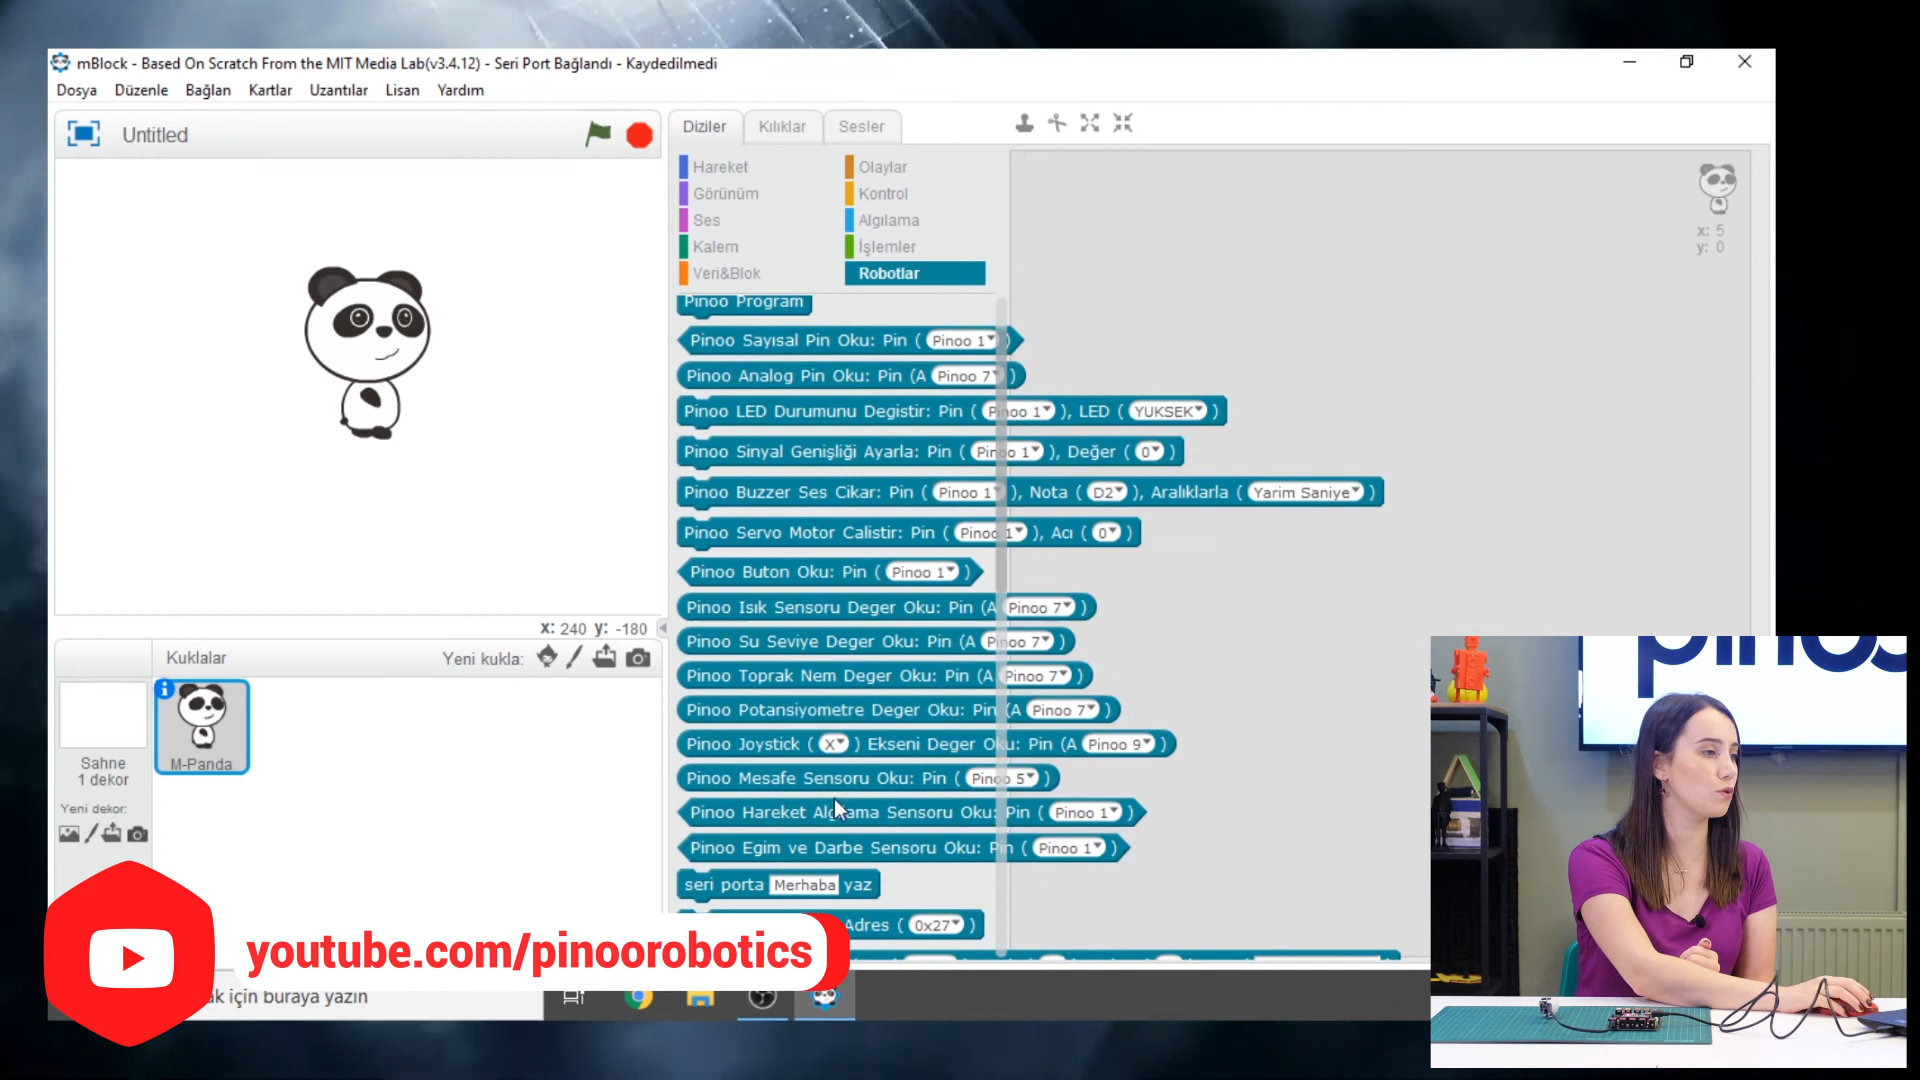 mBlock - Based On Scratch From the MIT Media Lab(v3.4.12) - Seri Port Bağlandı - Kaydedilmedi
Dosya Düzenle Bağlan Kartlar Uzantılar Lisan Yardım
Untitled
Diziler Kılıklar Sesler
Hareket Olaylar
Görünüm Kontrol
Ses Algılama
Kalem İşlemler
Veri&Blok Robotlar
x: 5
y: 0
Pinoo Program
Pinoo Sayısal Pin Oku: Pin ( Pinoo 1 )
Pinoo Analog Pin Oku: Pin (A Pinoo 7 )
Pinoo LED Durumunu Degistir: Pin ( Pinoo 1 ), LED ( YUKSEK )
Pinoo Sinyal Genişliği Ayarla: Pin ( Pinoo 1 ), Değer ( 0 )
Pinoo Buzzer Ses Cikar: Pin ( Pinoo 1 ), Nota ( D2 ), Aralıklarla ( Yarim Saniye )
Pinoo Servo Motor Calistir: Pin ( Pinoo 1 ), Acı ( 0 )
Pinoo Buton Oku: Pin ( Pinoo 1 )
Pinoo Isık Sensoru Deger Oku: Pin (A Pinoo 7 )
Pinoo Su Seviye Deger Oku: Pin (A Pinoo 7 )
Pinoo Toprak Nem Deger Oku: Pin (A Pinoo 7 )
Pinoo Potansiyometre Deger Oku: Pin (A Pinoo 7 )
Pinoo Joystick ( X ) Ekseni Deger Oku: Pin (A Pinoo 9 )
Pinoo Mesafe Sensoru Oku: Pin ( Pinoo 5 )
Pinoo Hareket Algılama Sensoru Oku: Pin ( Pinoo 1 )
Pinoo Egim ve Darbe Sensoru Oku: Pin ( Pinoo 1 )
seri porta Merhaba yaz
Adres ( 0x27 )
x: 240 y: -180
Kuklalar Yeni kukla:
M-Panda
Sahne
1 dekor
Yeni dekor:
youtube.com/pinoorobotics
ak için buraya yazın